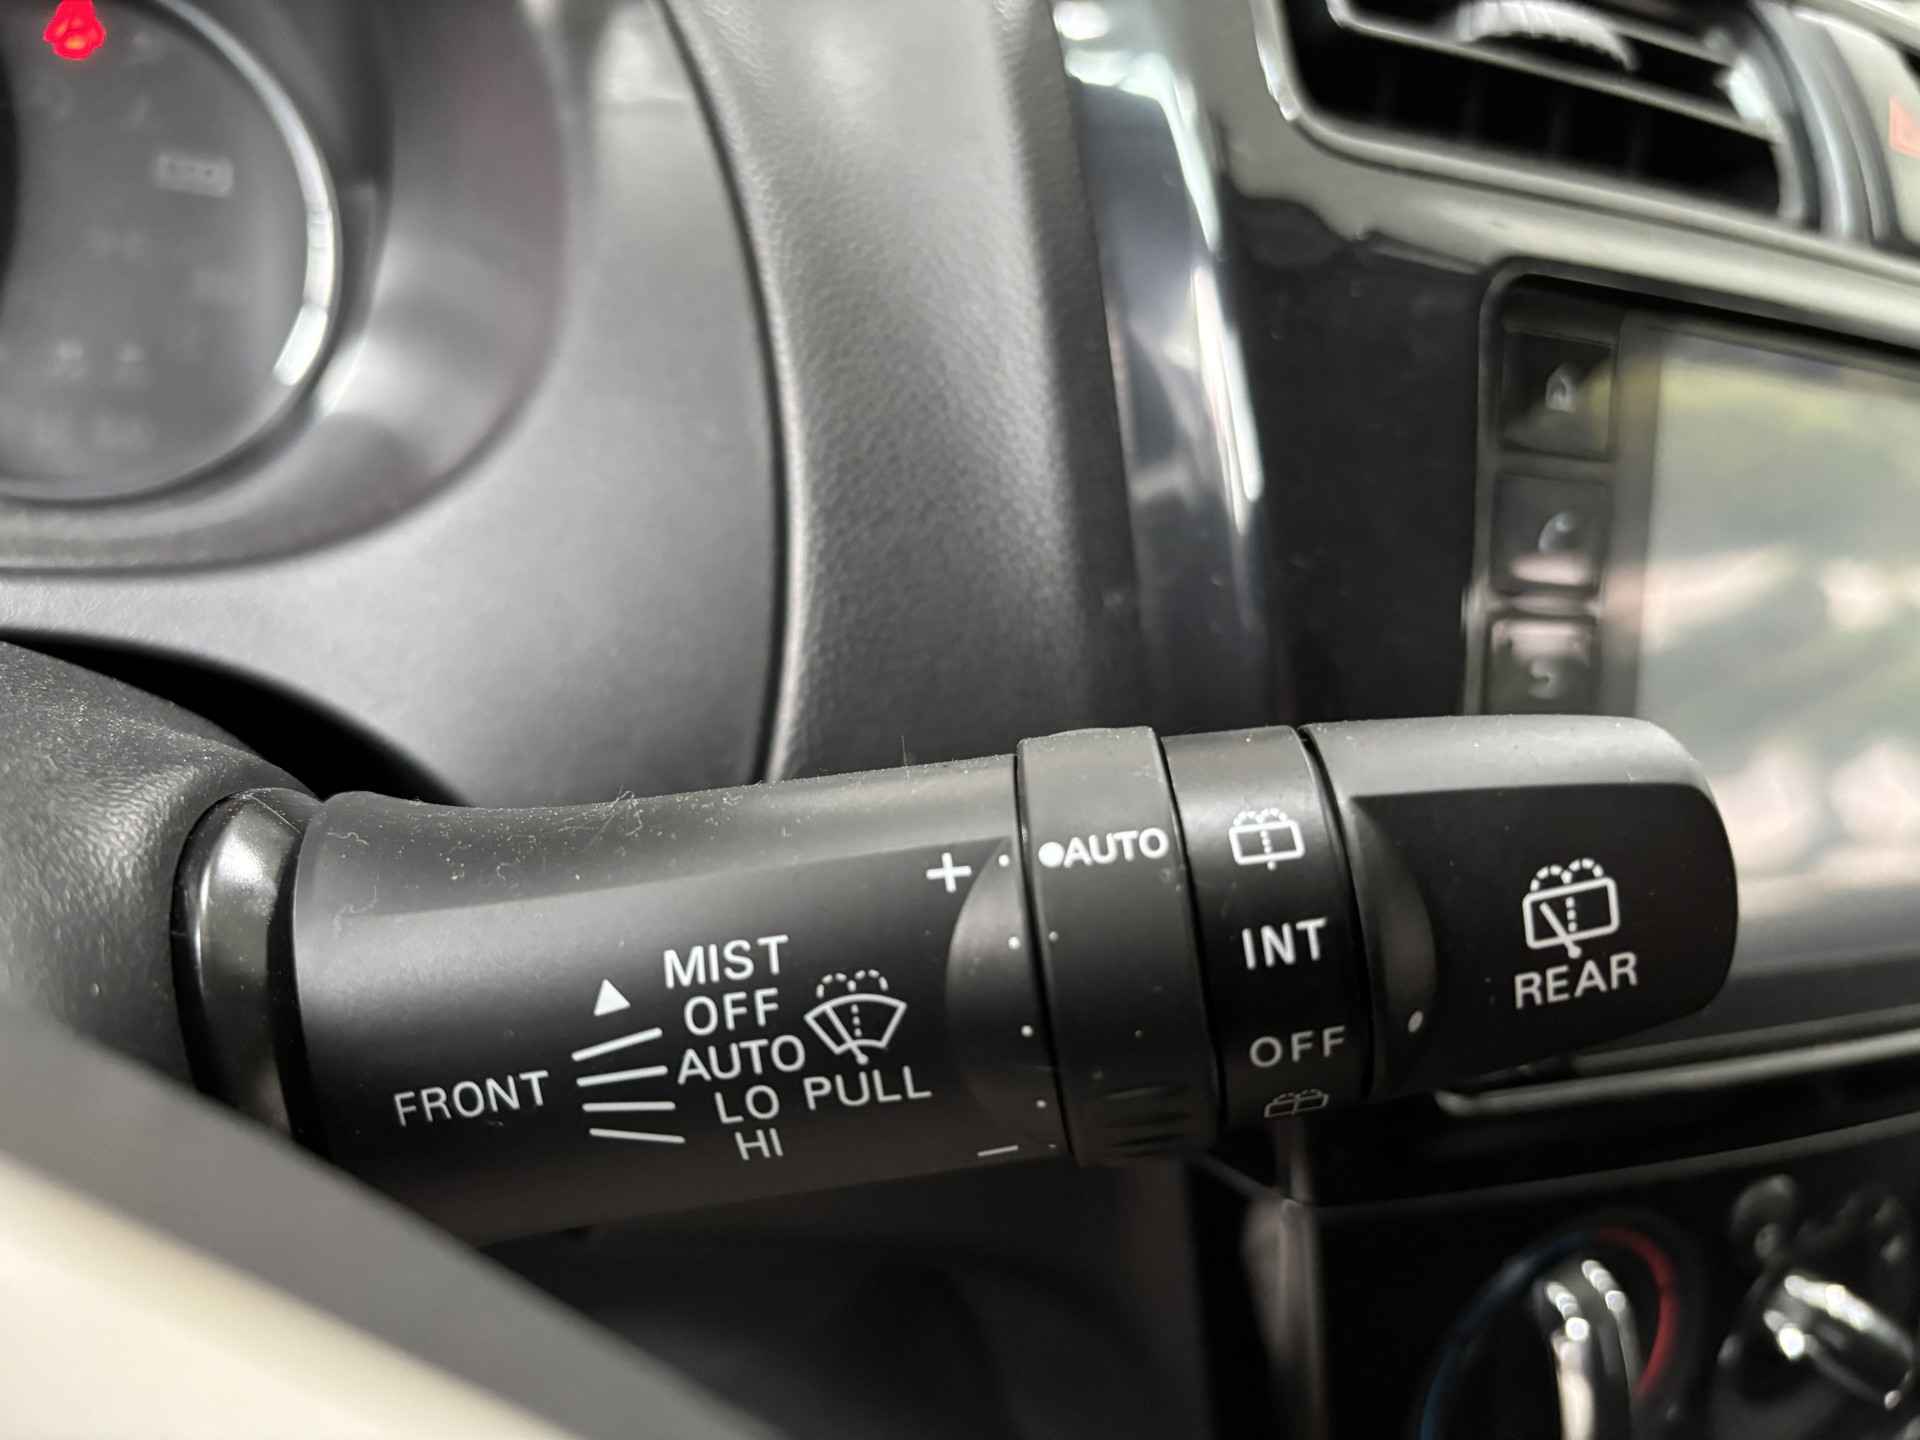 MIST
OFF
AUTO
LO PULL
HI
FRONT
+
−
AUTO
INT
OFF
REAR